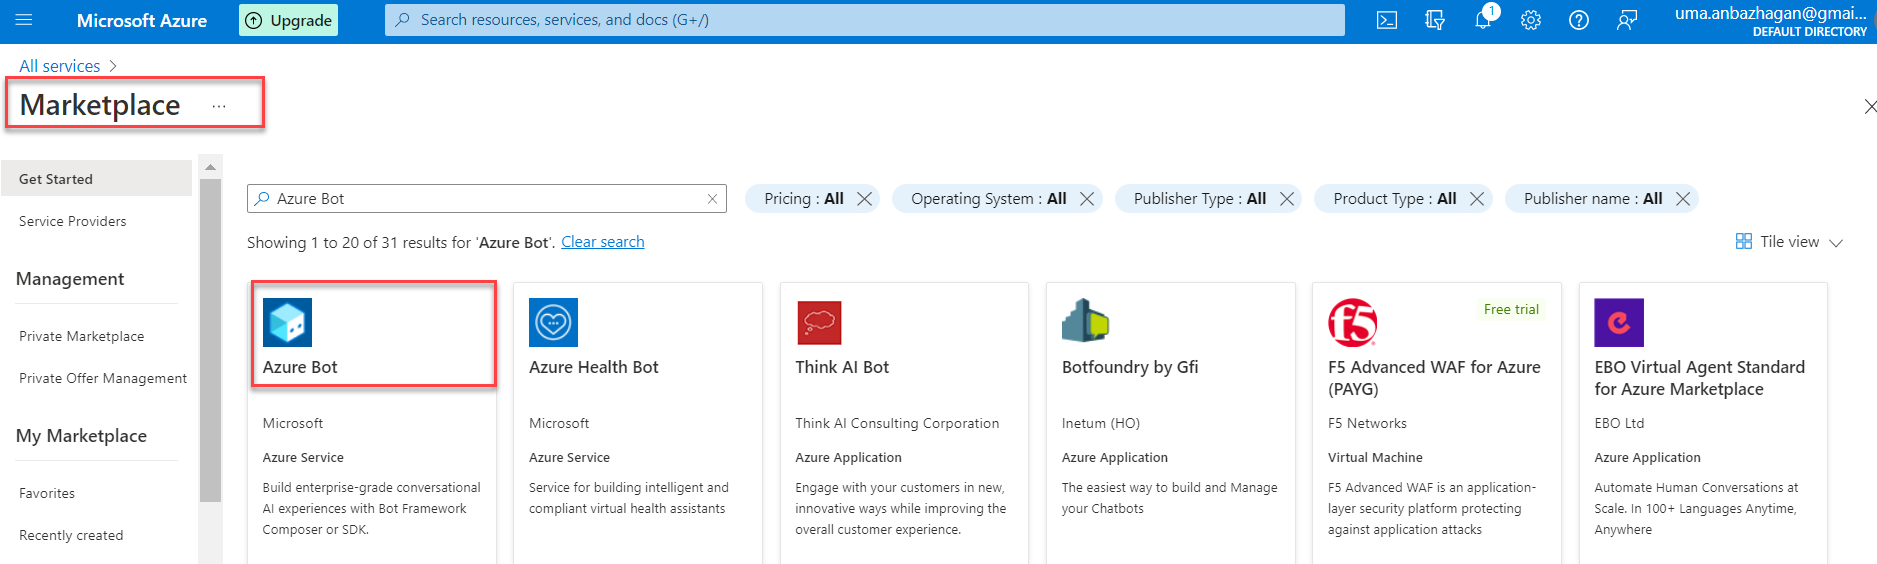 Microsoft Azure
Upgrade
Search resources, services, and docs (G+/)
1
uma.anbazhagan@gmai...
DEFAULT DIRECTORY
All services >
Marketplace ...
Get Started
Service Providers
Management
Private Marketplace
Private Offer Management
My Marketplace
Favorites
Recently created
Azure Bot
Pricing : All
Operating System : All
Publisher Type : All
Product Type : All
Publisher name : All
Showing 1 to 20 of 31 results for 'Azure Bot'. Clear search
Tile view
Azure Bot
Microsoft
Azure Service
Build enterprise-grade conversational
AI experiences with Bot Framework
Composer or SDK.
Azure Health Bot
Microsoft
Azure Service
Service for building intelligent and
compliant virtual health assistants
Think AI Bot
Think AI Consulting Corporation
Azure Application
Engage with your customers in new,
innovative ways while improving the
overall customer experience.
Botfoundry by Gfi
Inetum (HO)
Azure Application
The easiest way to build and Manage
your Chatbots
f5
Free trial
F5 Advanced WAF for Azure
(PAYG)
F5 Networks
Virtual Machine
F5 Advanced WAF is an application-
layer security platform protecting
against application attacks
EBO Virtual Agent Standard
for Azure Marketplace
EBO Ltd
Azure Application
Automate Human Conversations at
Scale. In 100+ Languages Anytime,
Anywhere